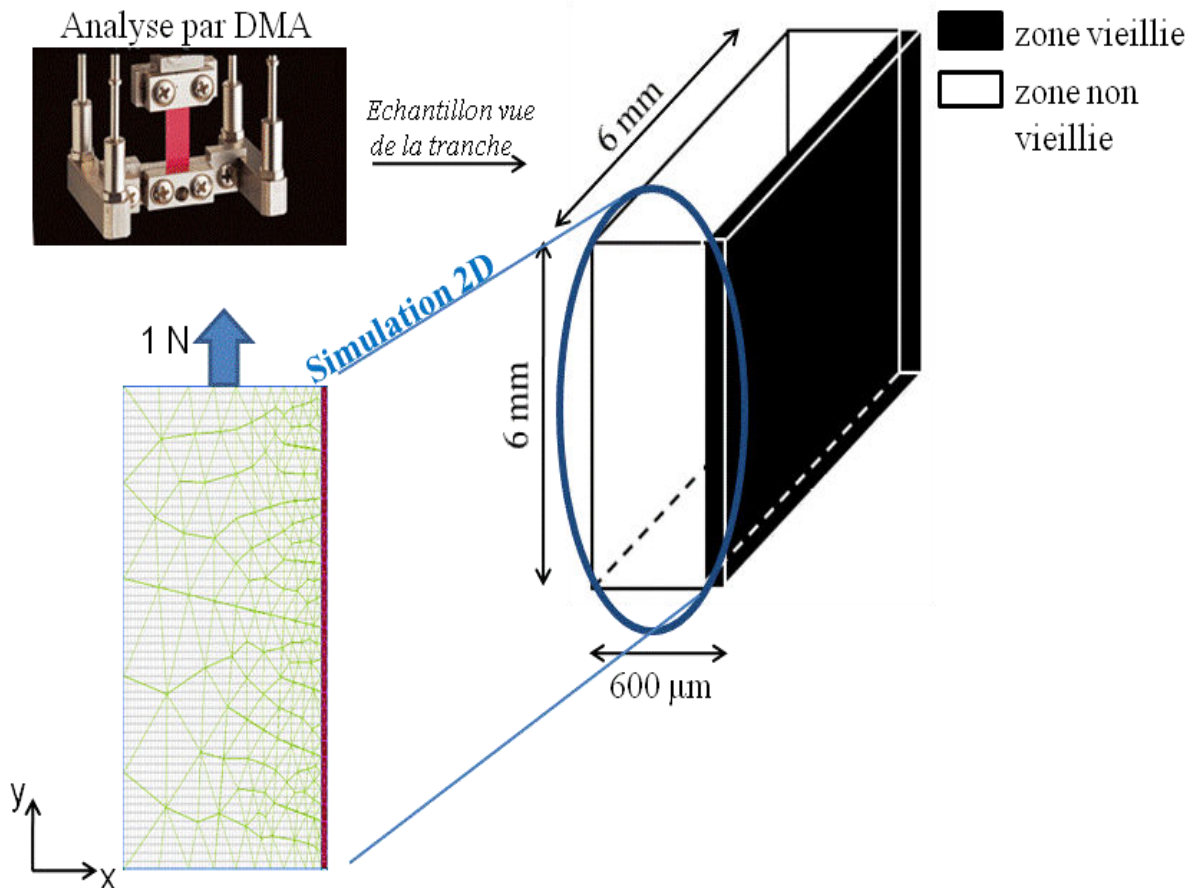 Analyse par DMA
Echantillon vue
de la tranche
zone vieillie
zone non
vieillie
6 mm
Simulation 2D
1 N
6 mm
600 µm
y
x